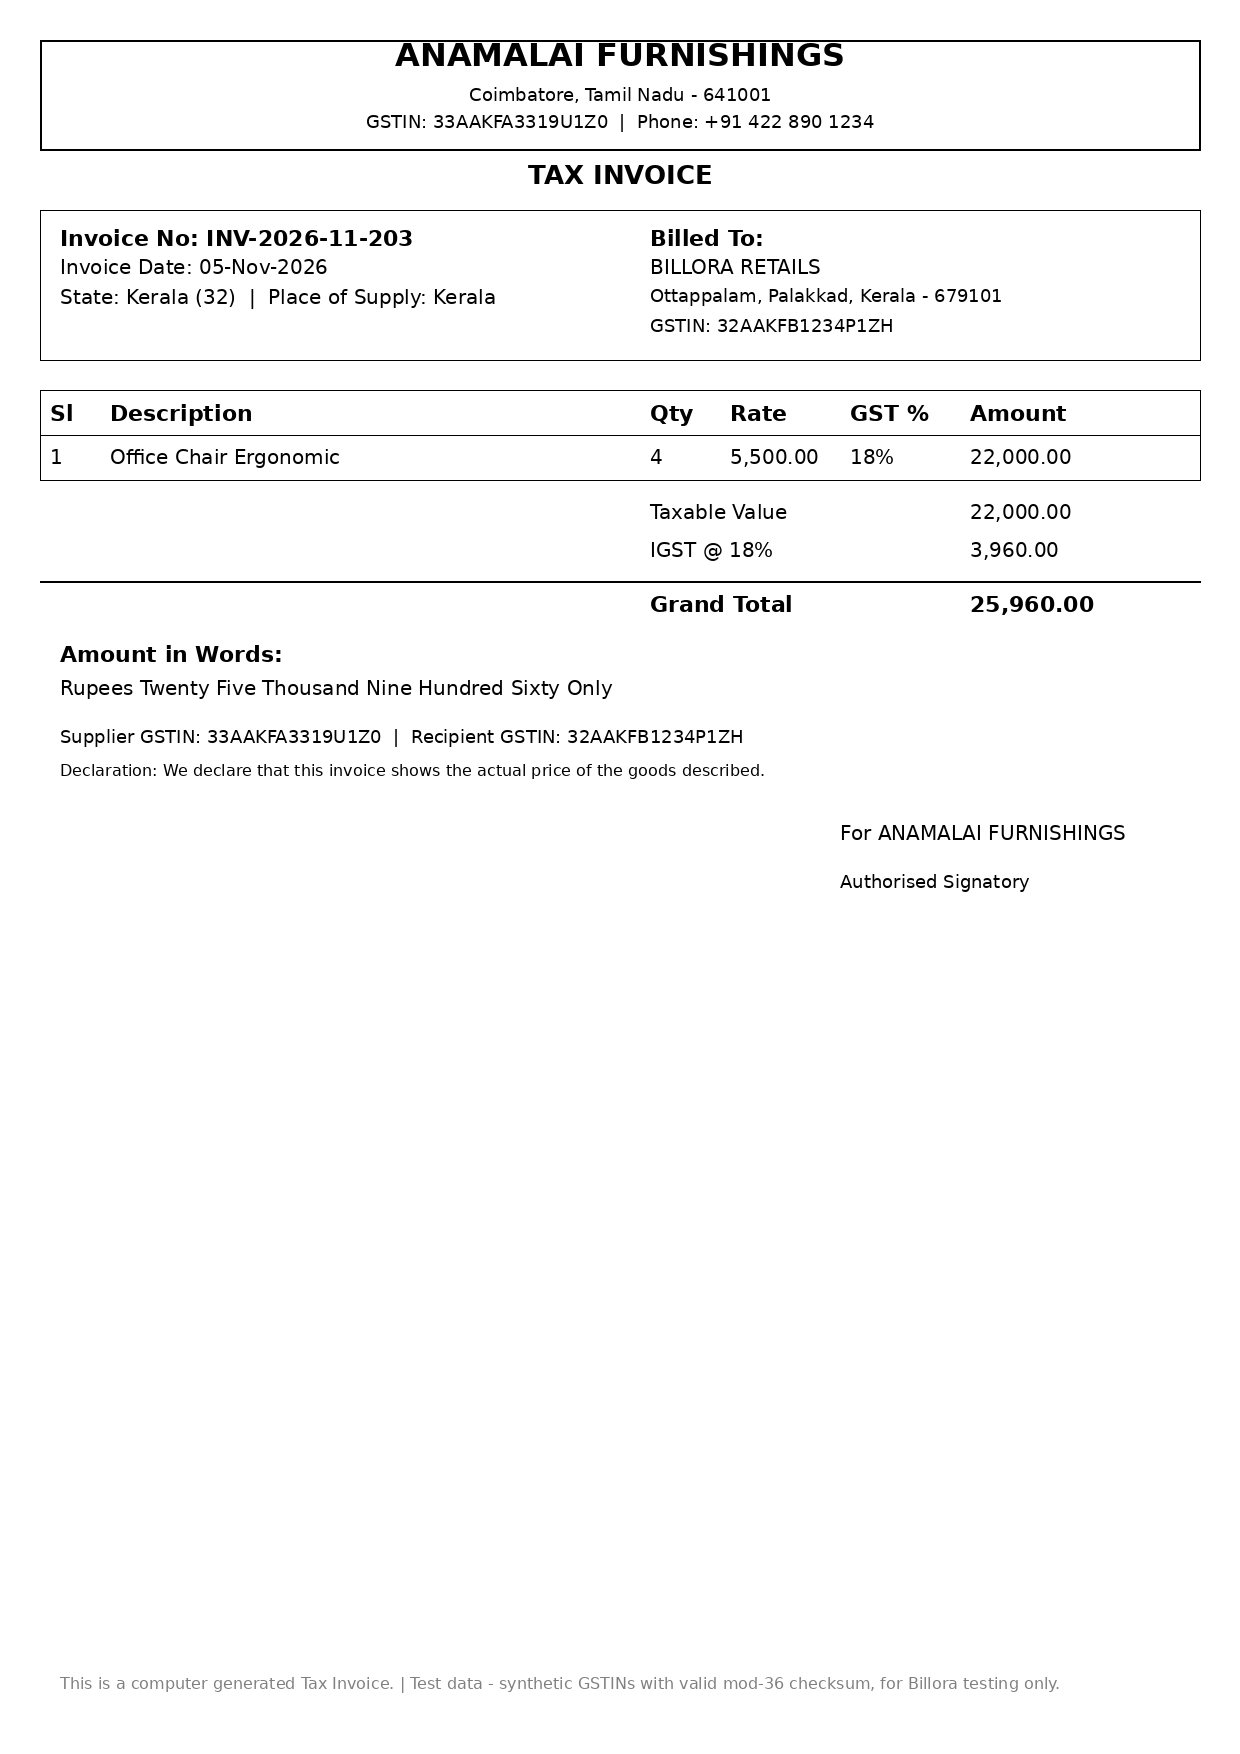 ANAMALAI FURNISHINGS
Coimbatore, Tamil Nadu - 641001
GSTIN: 33AAKFA3319U1Z0 | Phone: +91 422 890 1234
TAX INVOICE
Invoice No: INV-2026-11-203
Invoice Date: 05-Nov-2026
State: Kerala (32) | Place of Supply: Kerala
Billed To:
BILLORA RETAILS
Ottappalam, Palakkad, Kerala - 679101
GSTIN: 32AAKFB1234P1ZH
Sl Description Qty Rate GST % Amount
1 Office Chair Ergonomic 4 5,500.00 18% 22,000.00
Taxable Value 22,000.00
IGST @ 18% 3,960.00
Grand Total 25,960.00
Amount in Words:
Rupees Twenty Five Thousand Nine Hundred Sixty Only
Supplier GSTIN: 33AAKFA3319U1Z0 | Recipient GSTIN: 32AAKFB1234P1ZH
Declaration: We declare that this invoice shows the actual price of the goods described.
For ANAMALAI FURNISHINGS
Authorised Signatory
This is a computer generated Tax Invoice. | Test data - synthetic GSTINs with valid mod-36 checksum, for Billora testing only.